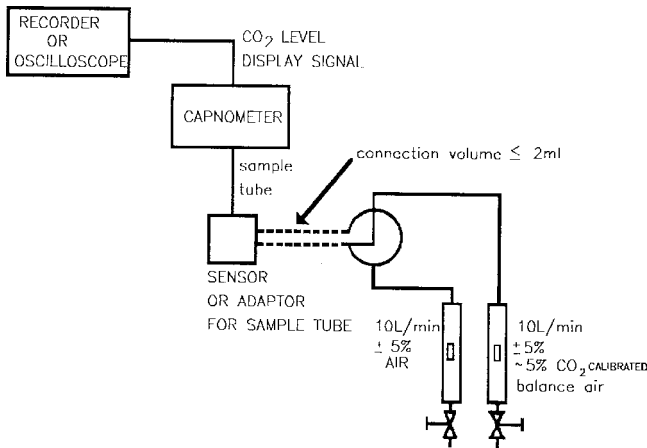 RECORDER
OR
OSCILLOSCOPE
CO2 LEVEL
DISPLAY SIGNAL
CAPNOMETER
sample
tube
connection volume ≤ 2ml
SENSOR
OR ADAPTOR
FOR SAMPLE TUBE
10L/min
± 5%
AIR
10L/min
±5%
~5% CO2 CALIBRATED
balance air